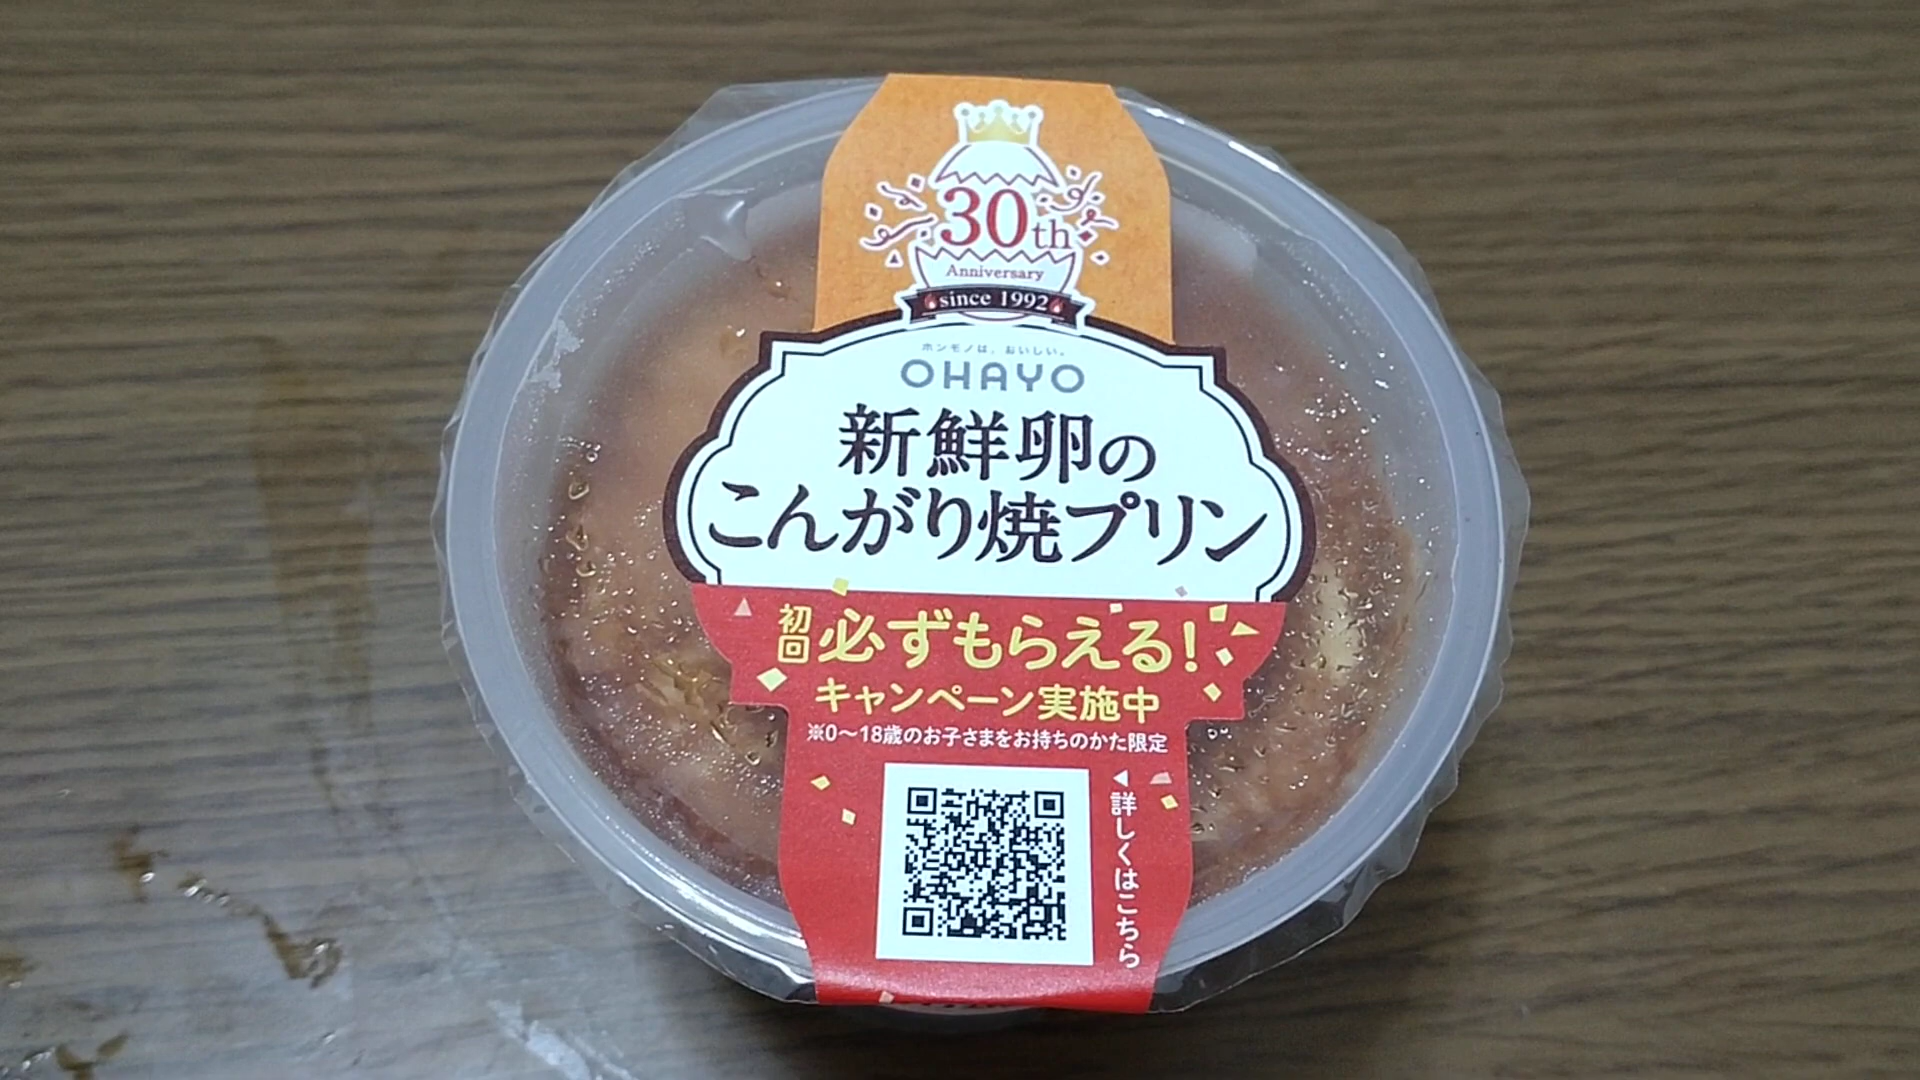 30th
Anniversary
since 1992
ホンモノは、おいしい。
OHAYO
新鮮卵の
こんがり焼プリン
初回必ずもらえる!
キャンペーン実施中
※0〜18歳のお子さまをお持ちのかた限定
◀詳しくはこちら